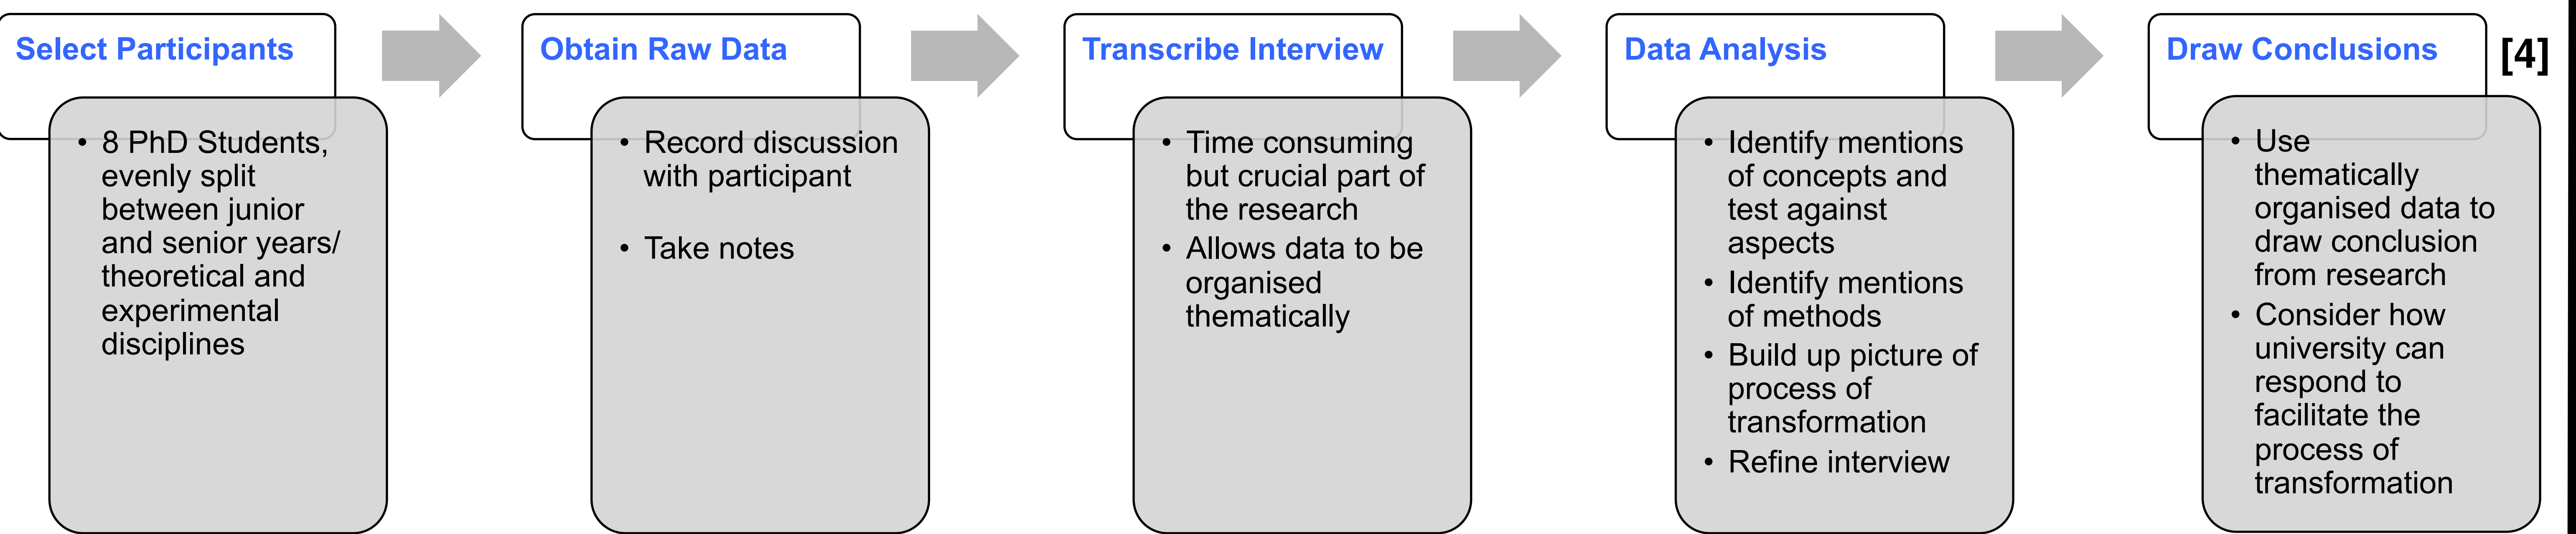 Select Participants
• 8 PhD Students,
evenly split
between junior
and senior years/
theoretical and
experimental
disciplines
Obtain Raw Data
• Record discussion
with participant
• Take notes
Transcribe Interview
• Time consuming
but crucial part of
the research
• Allows data to be
organised
thematically
Data Analysis
• Identify mentions
of concepts and
test against
aspects
• Identify mentions
of methods
• Build up picture of
process of
transformation
• Refine interview
Draw Conclusions
[4]
• Use
thematically
organised data to
draw conclusion
from research
• Consider how
university can
respond to
facilitate the
process of
transformation